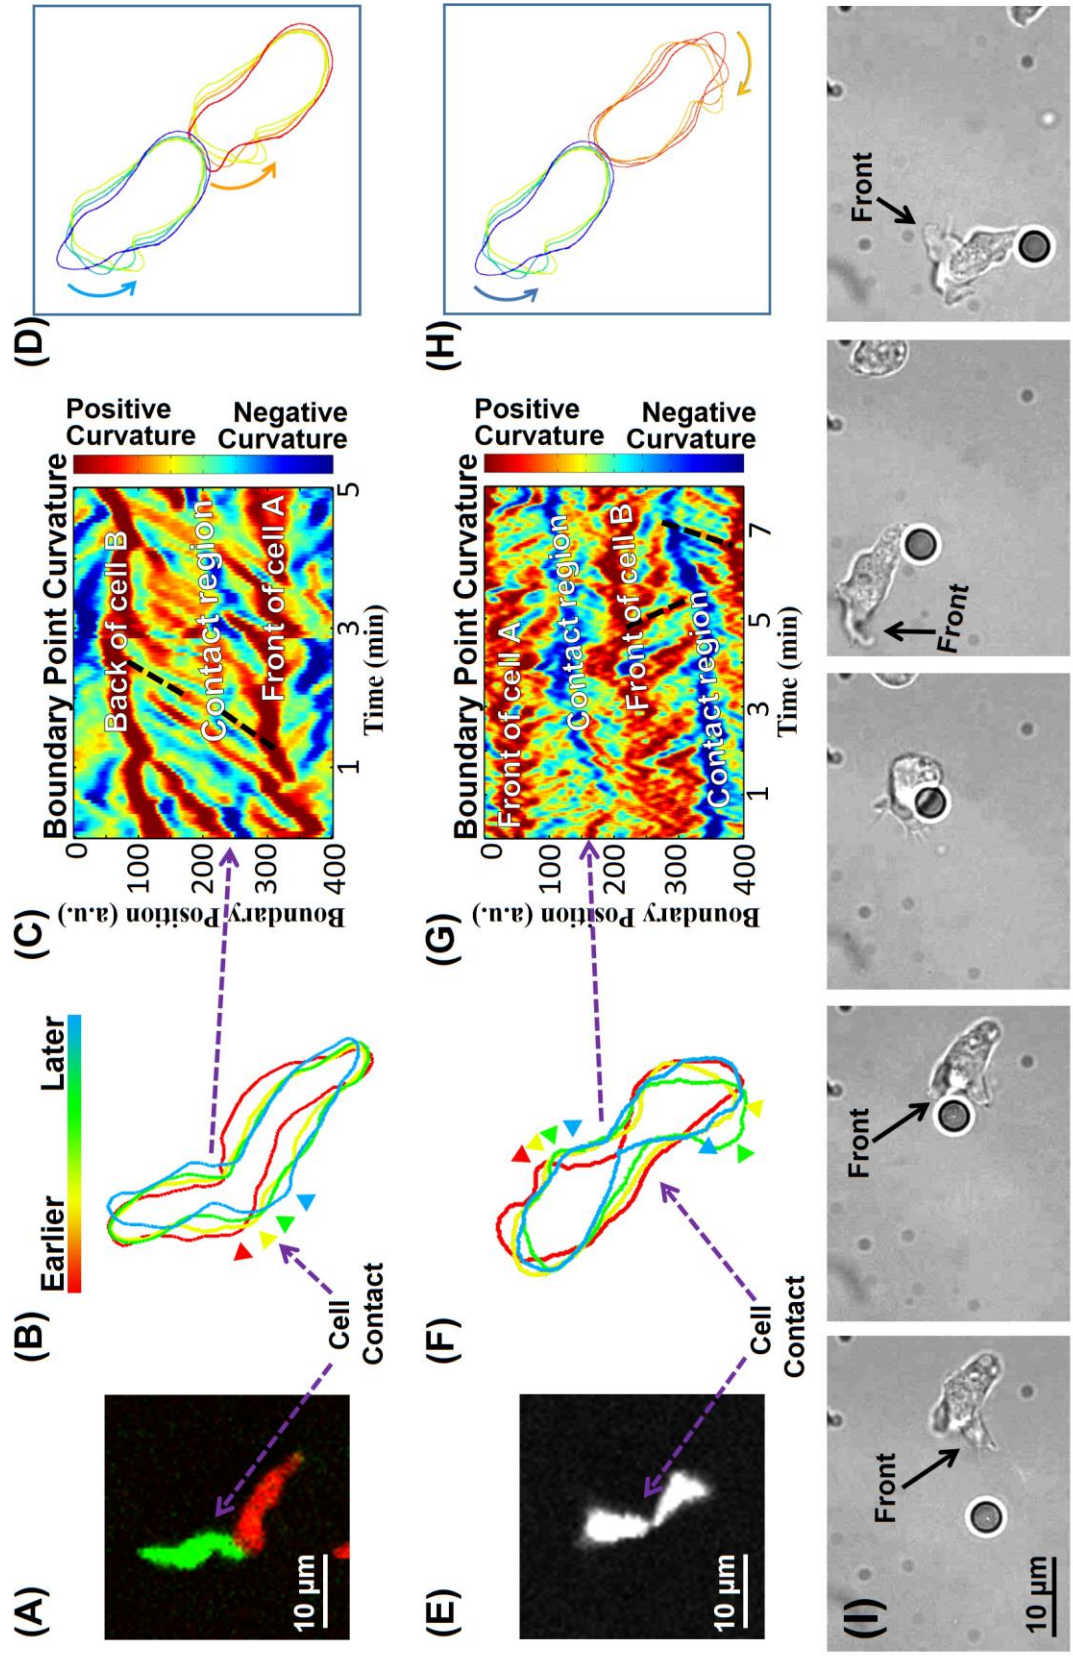 (A)
10 µm
(B)
Earlier
Later
Cell
Contact
(C)
Boundary Point Curvature
Boundary Position (a.u.)
0
100
200
300
400
Back of cell B
Contact region
Front of cell A
1
3
5
Time (min)
Positive
Curvature
Negative
Curvature
(D)
(E)
10 µm
(F)
Cell
Contact
(G)
Boundary Point Curvature
Boundary Position (a.u.)
0
100
200
300
400
Front of cell A
Contact region
Front of cell B
Contact region
1
3
5
7
Time (min)
Positive
Curvature
Negative
Curvature
(H)
(I)
10 µm
Front
Front
Front
Front